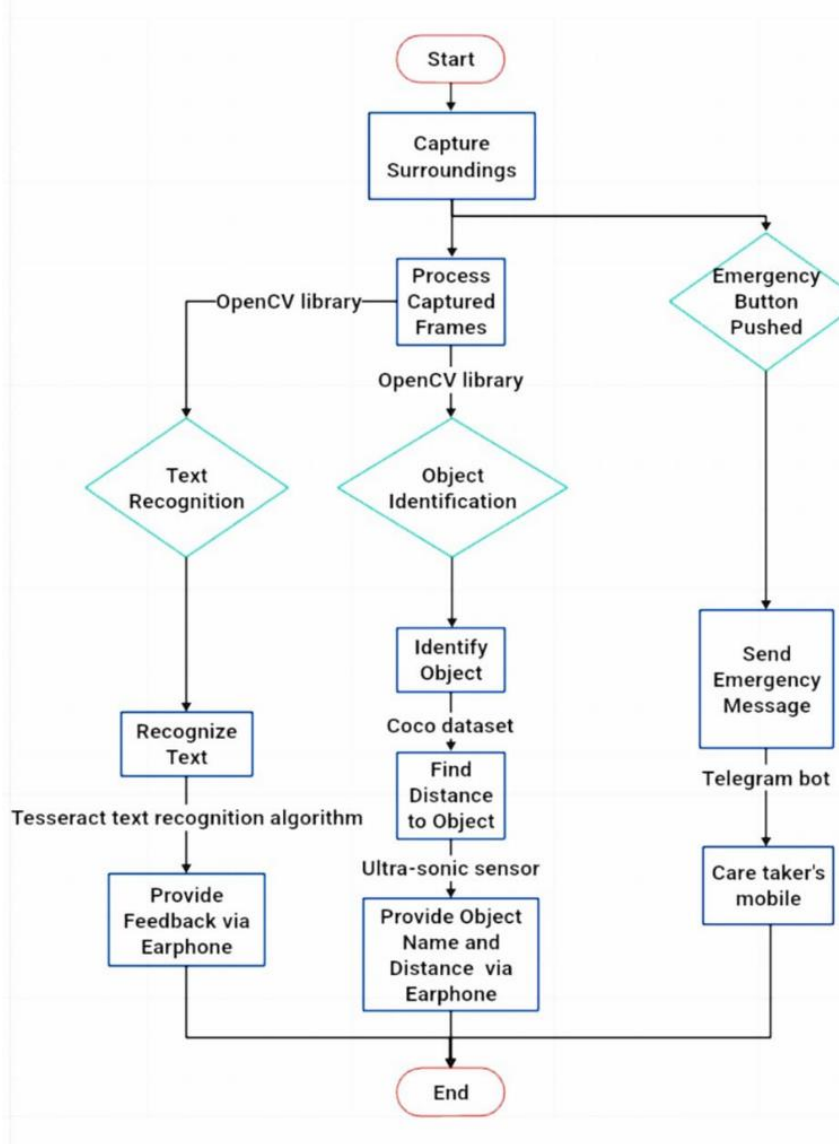 Start
Capture
Surroundings
Process
Captured
Frames
Emergency
Button
Pushed
OpenCV library
OpenCV library
Text
Recognition
Object
Identification
Identify
Object
Send
Emergency
Message
Recognize
Text
Coco dataset
Find
Distance
to Object
Telegram bot
Tesseract text recognition algorithm
Ultra-sonic sensor
Provide
Feedback via
Earphone
Provide Object
Name and
Distance via
Earphone
Care taker's
mobile
End